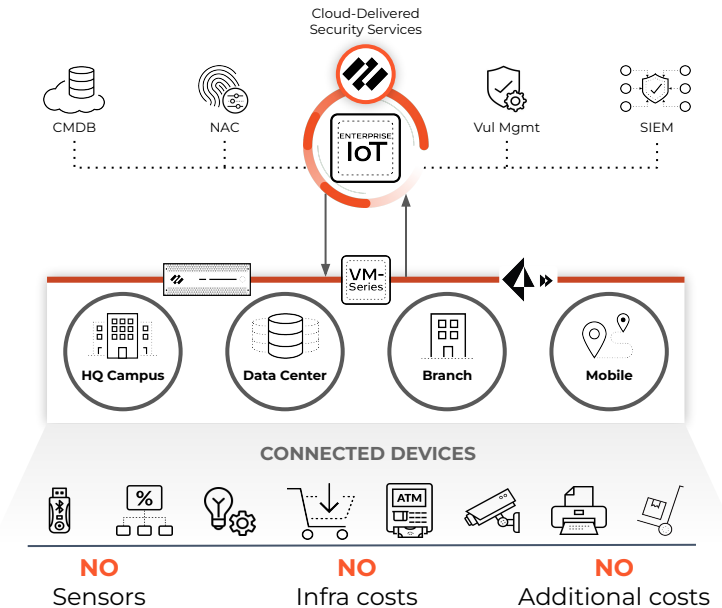 Cloud-Delivered
Security Services
CMDB
NAC
ENTERPRISE
IoT
Vul Mgmt
SIEM
VM-
Series
HQ Campus
Data Center
Branch
Mobile
CONNECTED DEVICES
%
ATM
NO
Sensors
NO
Infra costs
NO
Additional costs